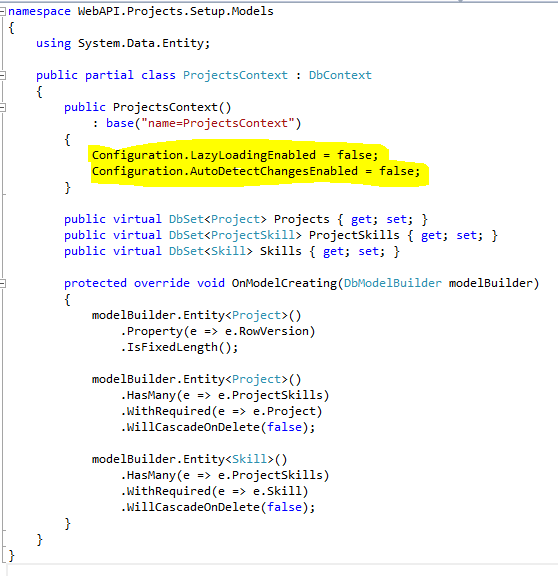 namespace WebAPI.Projects.Setup.Models
{
    using System.Data.Entity;

    public partial class ProjectsContext : DbContext
    {
        public ProjectsContext()
            : base("name=ProjectsContext")
        {
            Configuration.LazyLoadingEnabled = false;
            Configuration.AutoDetectChangesEnabled = false;
        }

        public virtual DbSet<Project> Projects { get; set; }
        public virtual DbSet<ProjectSkill> ProjectSkills { get; set; }
        public virtual DbSet<Skill> Skills { get; set; }

        protected override void OnModelCreating(DbModelBuilder modelBuilder)
        {
            modelBuilder.Entity<Project>()
                .Property(e => e.RowVersion)
                .IsFixedLength();

            modelBuilder.Entity<Project>()
                .HasMany(e => e.ProjectSkills)
                .WithRequired(e => e.Project)
                .WillCascadeOnDelete(false);

            modelBuilder.Entity<Skill>()
                .HasMany(e => e.ProjectSkills)
                .WithRequired(e => e.Skill)
                .WillCascadeOnDelete(false);
        }
    }
}